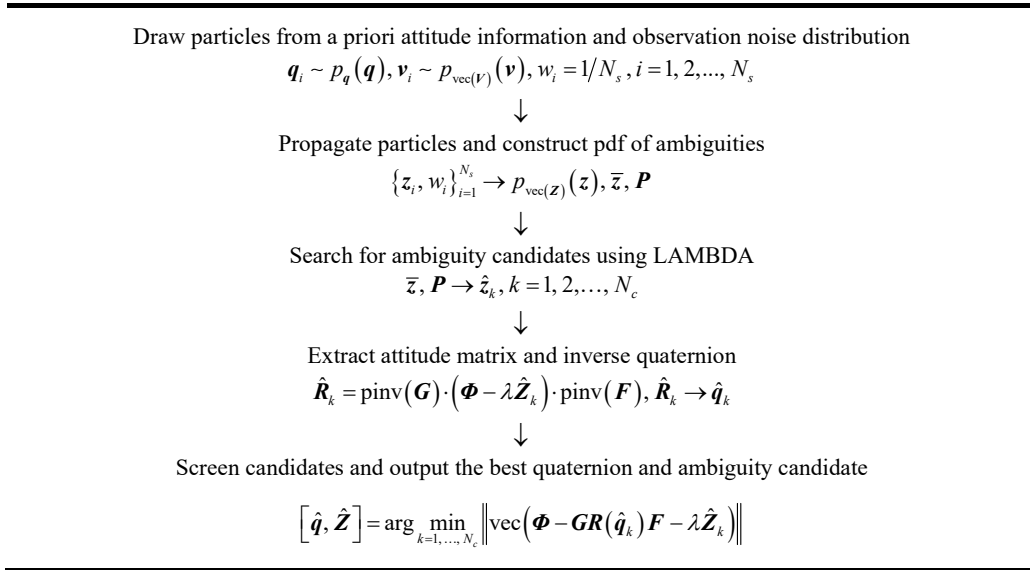 Draw particles from a priori attitude information and observation noise distribution
q_i ~ p_q(q), v_i ~ p_vec(V)(v), w_i = 1/N_s, i = 1, 2,..., N_s
↓
Propagate particles and construct pdf of ambiguities
{z_i, w_i}_{i=1}^{N_s} → p_vec(Z)(z), z̄, P
↓
Search for ambiguity candidates using LAMBDA
z̄, P → ẑ_k, k = 1, 2,…, N_c
↓
Extract attitude matrix and inverse quaternion
R̂_k = pinv(G)·(Φ − λẐ_k)·pinv(F), R̂_k → q̂_k
↓
Screen candidates and output the best quaternion and ambiguity candidate
[q̂, Ẑ] = arg min_{k=1,…, N_c} ‖vec(Φ − GR(q̂_k)F − λẐ_k)‖